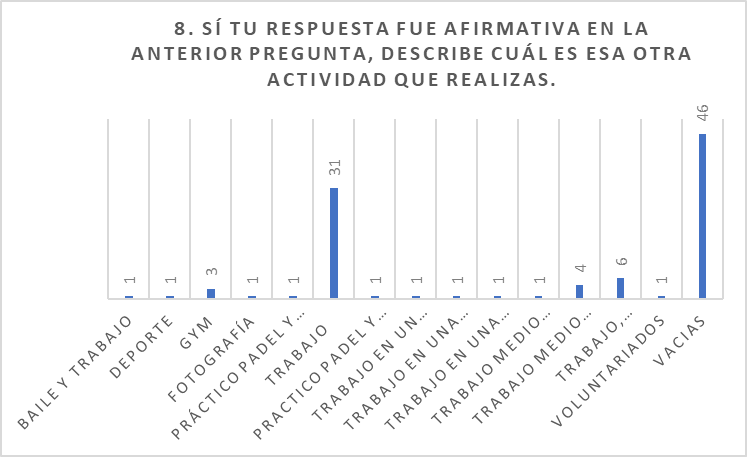 8. SÍ TU RESPUESTA FUE AFIRMATIVA EN LA
ANTERIOR PREGUNTA, DESCRIBE CUÁL ES ESA OTRA
ACTIVIDAD QUE REALIZAS.
1
1
3
1
1
31
1
1
1
1
1
4
6
1
46
BAILE Y TRABAJO
DEPORTE
GYM
FOTOGRAFÍA
PRÁCTICO PADEL Y…
TRABAJO
PRACTICO PADEL Y…
TRABAJO EN UN…
TRABAJO EN UNA…
TRABAJO EN UNA…
TRABAJO MEDIO…
TRABAJO MEDIO…
TRABAJO,…
VOLUNTARIADOS
VACIAS